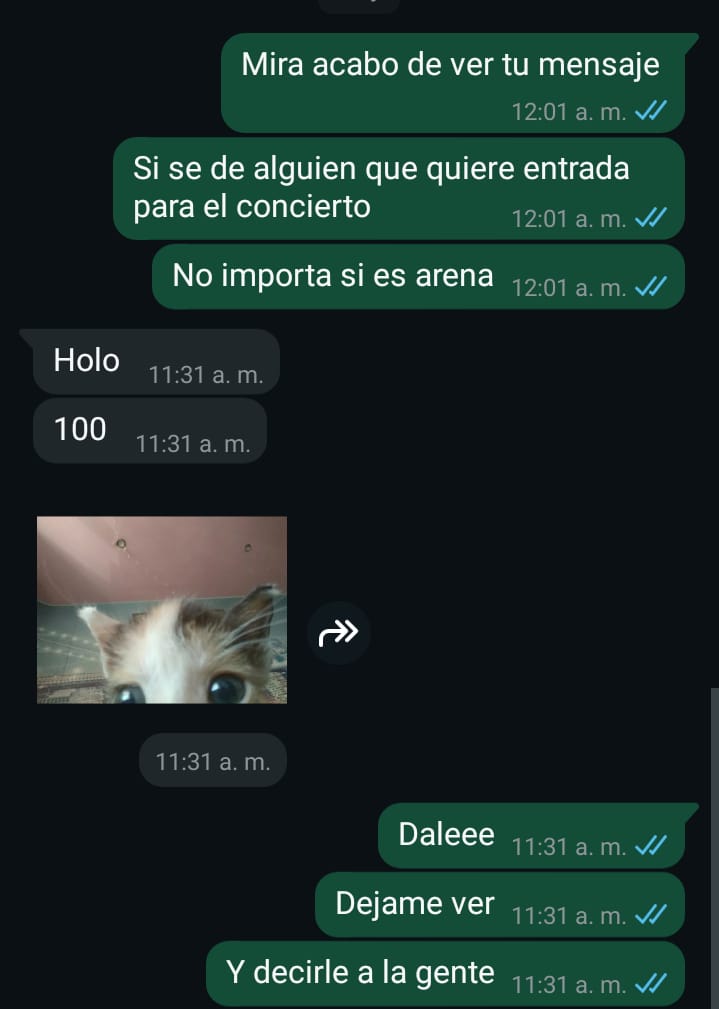 Mira acabo de ver tu mensaje
12:01 a. m.
Si se de alguien que quiere entrada
para el concierto
12:01 a. m.
No importa si es arena
12:01 a. m.
Holo
11:31 a. m.
100
11:31 a. m.
11:31 a. m.
Daleee
11:31 a. m.
Dejame ver
11:31 a. m.
Y decirle a la gente
11:31 a. m.